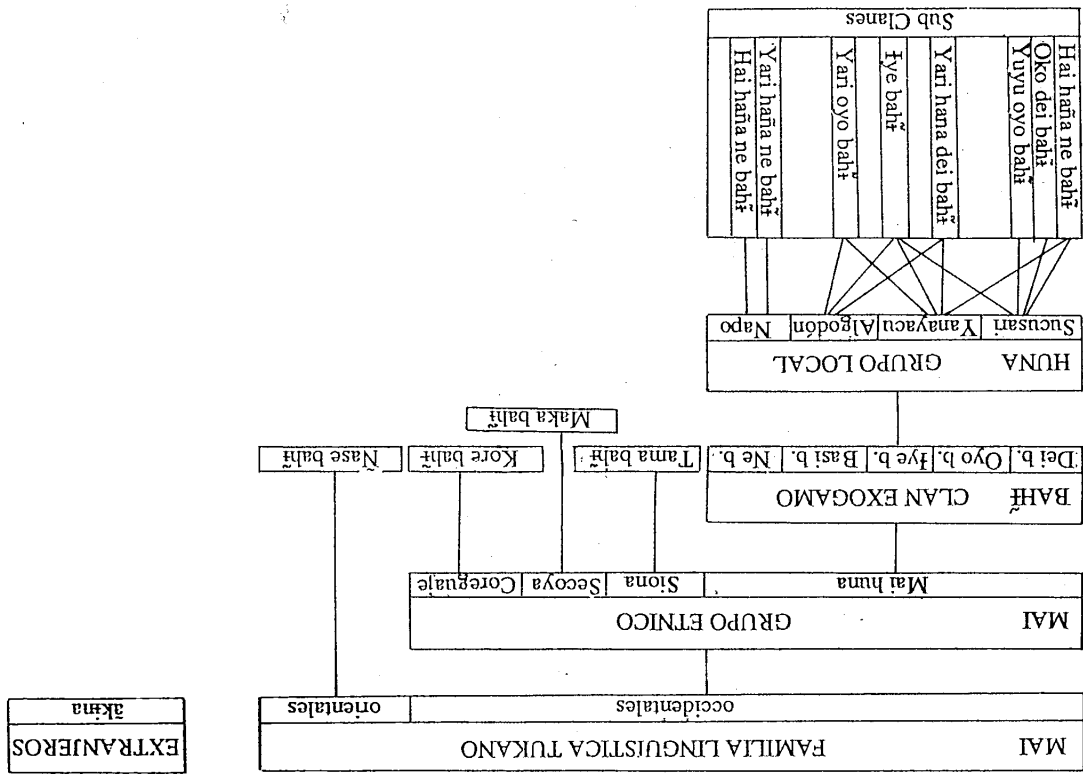 MAI FAMILIA LINGUISTICA TUKANO
occidentales
orientales
EXTRANJEROS
ãkɨna
MAI GRUPO ETNICO
Mai huna
Siona
Secoya
Coreguaje
BAHɨ̃ CLAN EXOGAMO
Dei b.
Oyo b.
Ɨye b.
Basi b.
Ne b.
Tama bahɨ̃
Maka bahɨ̃
Kore bahɨ̃
Ñase bahɨ̃
HUNA GRUPO LOCAL
Sucusari
Yanayacu
Algodón
Napo
Hai haña ne bahɨ̃
Oko dei bahɨ̃
Yuyu oyo bahɨ̃
Yari hana dei bahɨ̃
Ɨye bahɨ̃
Yari oyo bahɨ̃
Yari haña ne bahɨ̃
Hai haña ne bahɨ̃
Sub Clanes